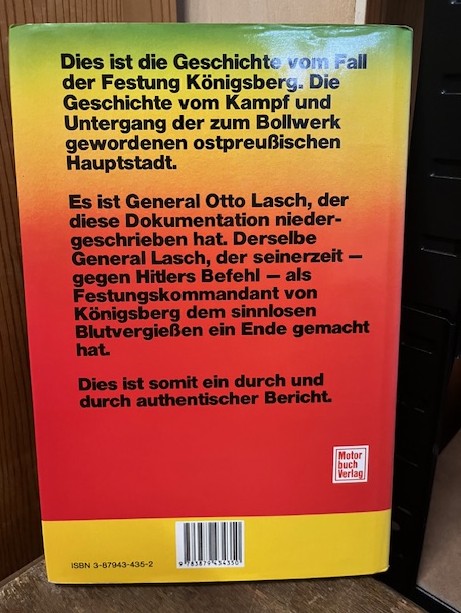 Dies ist die Geschichte vom Fall
der Festung Königsberg. Die
Geschichte vom Kampf und
Untergang der zum Bollwerk
gewordenen ostpreußischen
Hauptstadt.
Es ist General Otto Lasch, der
diese Dokumentation nieder-
geschrieben hat. Derselbe
General Lasch, der seinerzeit –
gegen Hitlers Befehl – als
Festungskommandant von
Königsberg dem sinnlosen
Blutvergießen ein Ende gemacht
hat.
Dies ist somit ein durch und
durch authentischer Bericht.
Motor
buch
Verlag
ISBN 3-87943-435-2
9 783879 434350